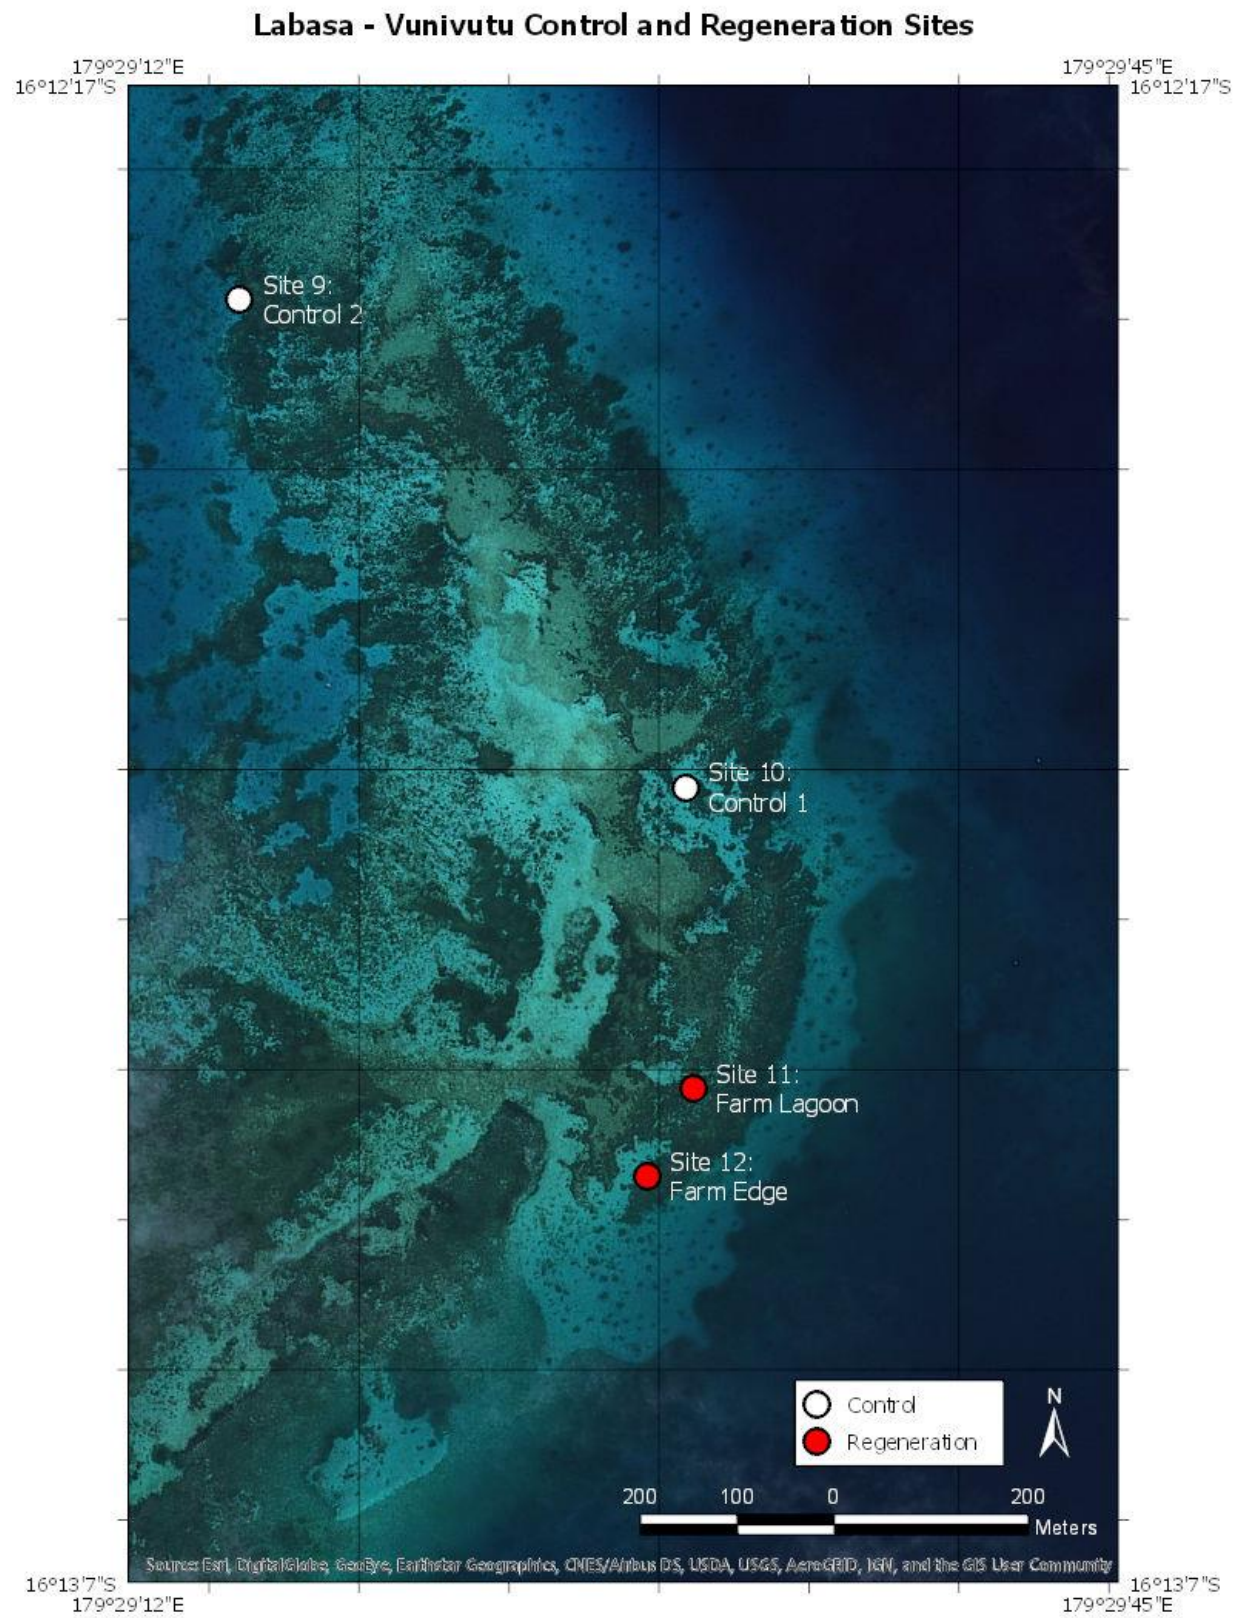 Labasa - Vunivutu Control and Regeneration Sites
179°29'12"E 179°29'45"E
16°12'17"S 16°12'17"S
Site 9:
Control 2
Site 10:
Control 1
Site 11:
Farm Lagoon
Site 12:
Farm Edge
Control
Regeneration
N
200 100 0 200
Meters
Source: Esri, DigitalGlobe, GeoEye, Earthstar Geographics, CNES/Airbus DS, USDA, USGS, AeroGRID, IGN, and the GIS User Community
16°13'7"S 16°13'7"S
179°29'12"E 179°29'45"E